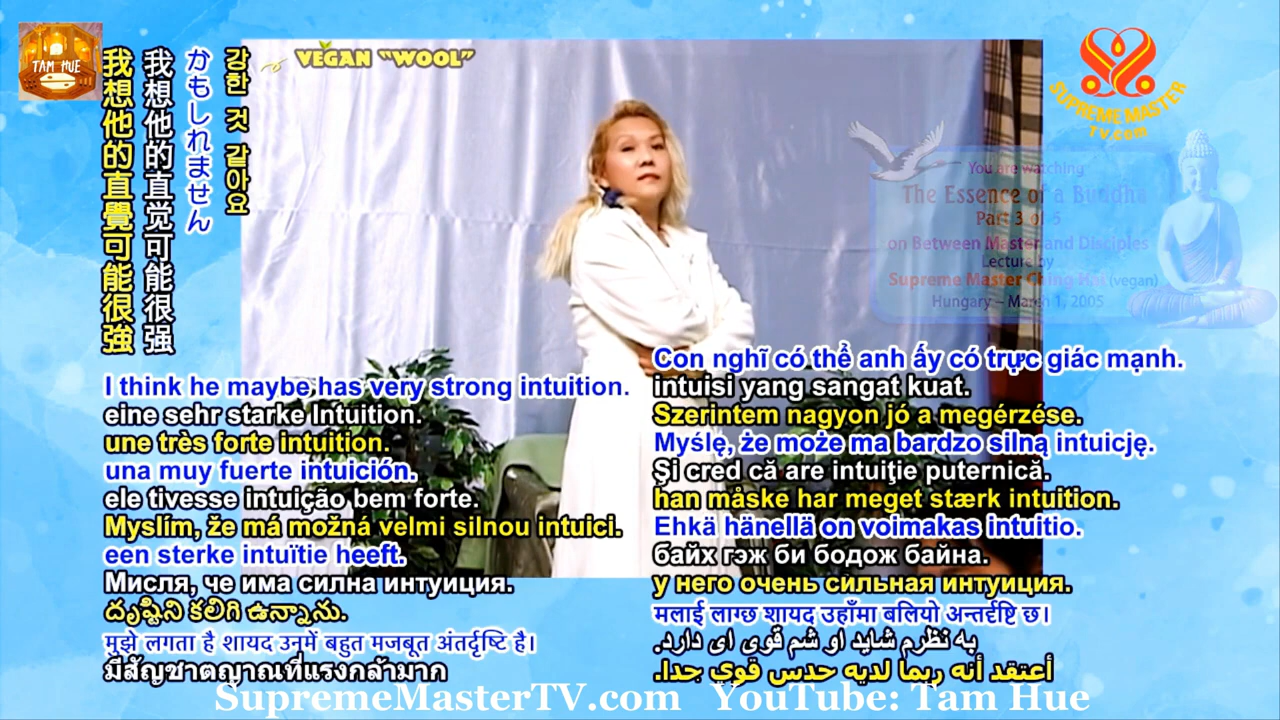 TAM HUE
我想他的直覺可能很強
我想他的直觉可能很强
かもしれません
강한 것 같아요
VEGAN “WOOL”
SUPREME MASTER
TV.com
You are watching
The Essence of a Buddha
Part 3 of 5
on Between Master and Disciples
Lecture by
Supreme Master Ching Hai (vegan)
Hungary – March 1, 2005
I think he maybe has very strong intuition.
eine sehr starke Intuition.
une très forte intuition.
una muy fuerte intuición.
ele tivesse intuição bem forte.
Myslím, že má možná velmi silnou intuici.
een sterke intuïtie heeft.
Мисля, че има силна интуиция.
దృష్టిని కలిగి ఉన్నాను.
मुझे लगता है शायद उनमें बहुत मजबूत अंतर्दृष्टि है।
มีสัญชาตญาณที่แรงกล้ามาก
Con nghĩ có thể anh ấy có trực giác mạnh.
intuisi yang sangat kuat.
Szerintem nagyon jó a megérzése.
Myślę, że może ma bardzo silną intuicję.
Şi cred că are intuiţie puternică.
han måske har meget stærk intuition.
Ehkä hänellä on voimakas intuitio.
байх гэж би бодож байна.
у него очень сильная интуиция.
मलाई लाग्छ शायद उहाँमा बलियो अन्तर्दृष्टि छ।
به نظرم شاید او شم قوی ای دارد.
أعتقد أنه ربما لديه حدس قوي جدا.
SupremeMasterTV.com YouTube: Tam Hue